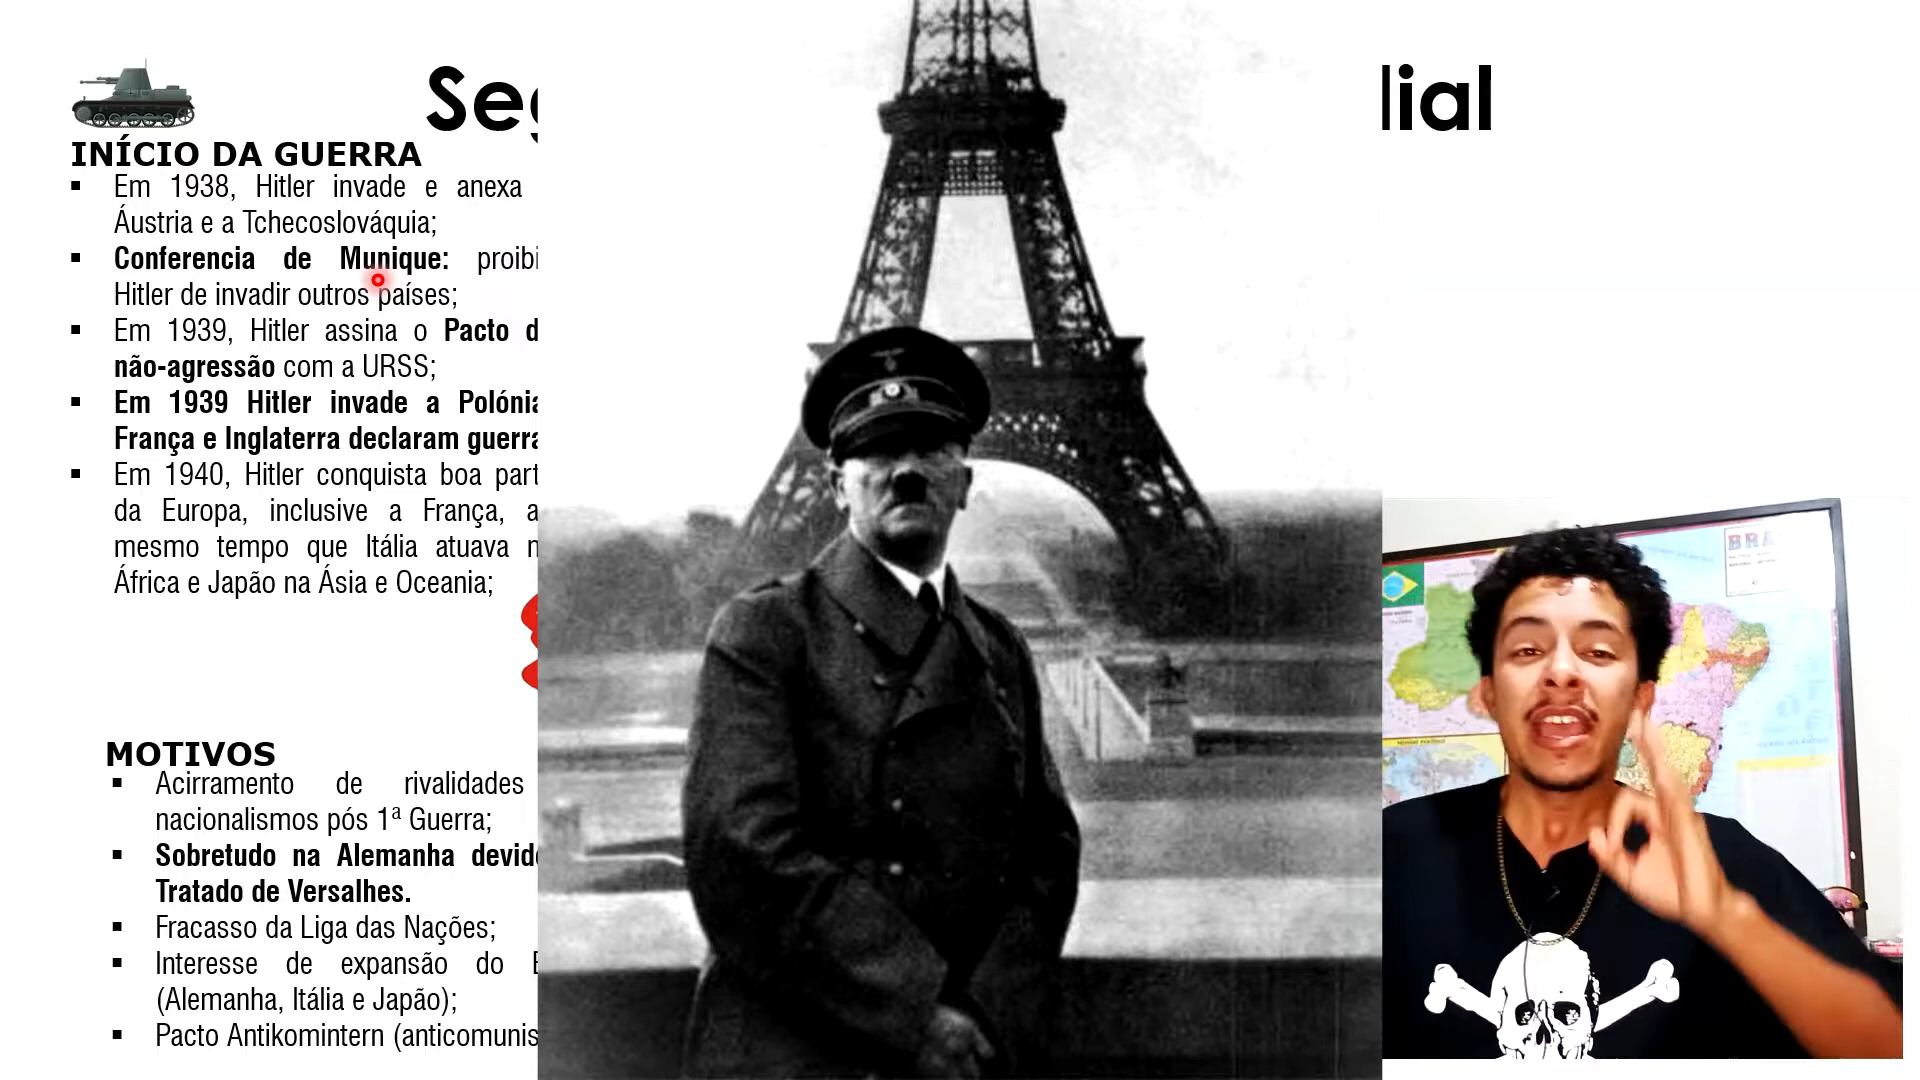 Seg
dial
INÍCIO DA GUERRA
▪ Em 1938, Hitler invade e anexa
Áustria e a Tchecoslováquia;
▪ Conferencia de Munique: proibi
Hitler de invadir outros países;
▪ Em 1939, Hitler assina o Pacto d
não-agressão com a URSS;
▪ Em 1939 Hitler invade a Polónia
França e Inglaterra declaram guerra
▪ Em 1940, Hitler conquista boa part
da Europa, inclusive a França, a
mesmo tempo que Itália atuava n
África e Japão na Ásia e Oceania;
MOTIVOS
▪ Acirramento de rivalidades
nacionalismos pós 1ª Guerra;
▪ Sobretudo na Alemanha devido
Tratado de Versalhes.
▪ Fracasso da Liga das Nações;
▪ Interesse de expansão do E
(Alemanha, Itália e Japão);
▪ Pacto Antikomintern (anticomunis
BRA